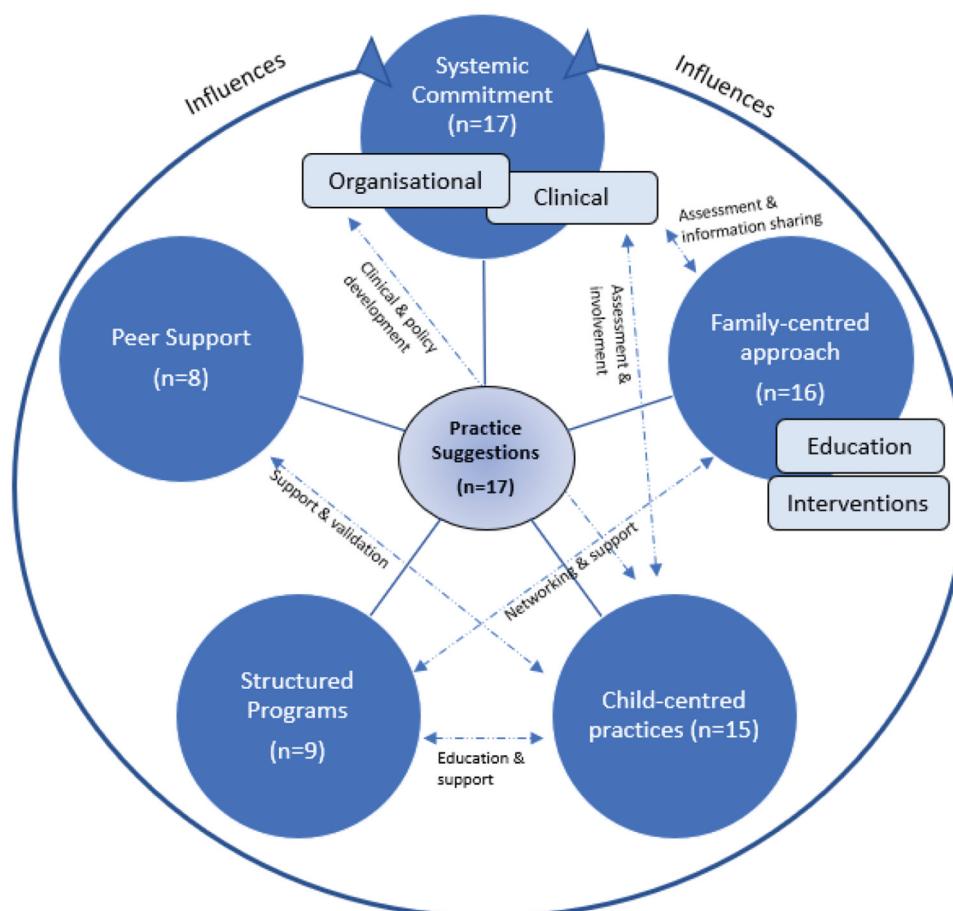 Influences
Influences
Systemic
Commitment
(n=17)
Organisational
Clinical
Assessment &
information sharing
Clinical & policy
development
Assessment &
involvement
Peer Support
(n=8)
Family-centred
approach
(n=16)
Education
Interventions
Practice
Suggestions
(n=17)
Support & validation
Networking & support
Structured
Programs
(n=9)
Education &
support
Child-centred
practices (n=15)